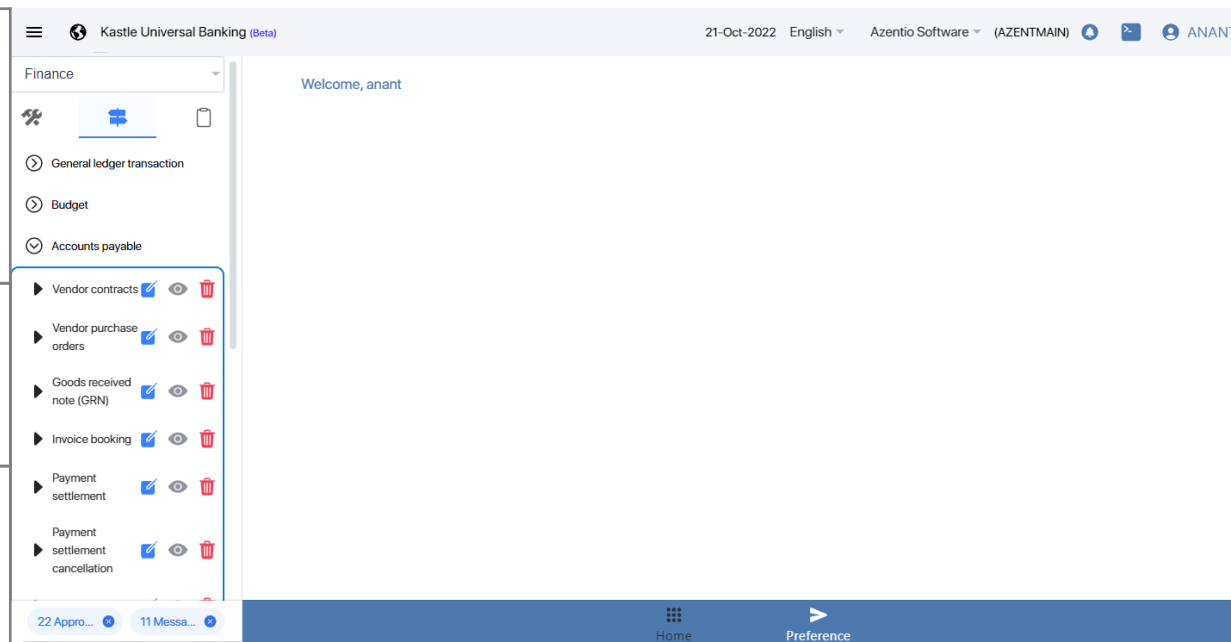 Kastle Universal Banking (Beta)
21-Oct-2022 English Azentio Software (AZENTMAIN) ANANT
Finance
Welcome, anant
General ledger transaction
Budget
Accounts payable
Vendor contracts
Vendor purchase
orders
Goods received
note (GRN)
Invoice booking
Payment
settlement
Payment
settlement
cancellation
22 Appro...
11 Messa...
Home
Preference